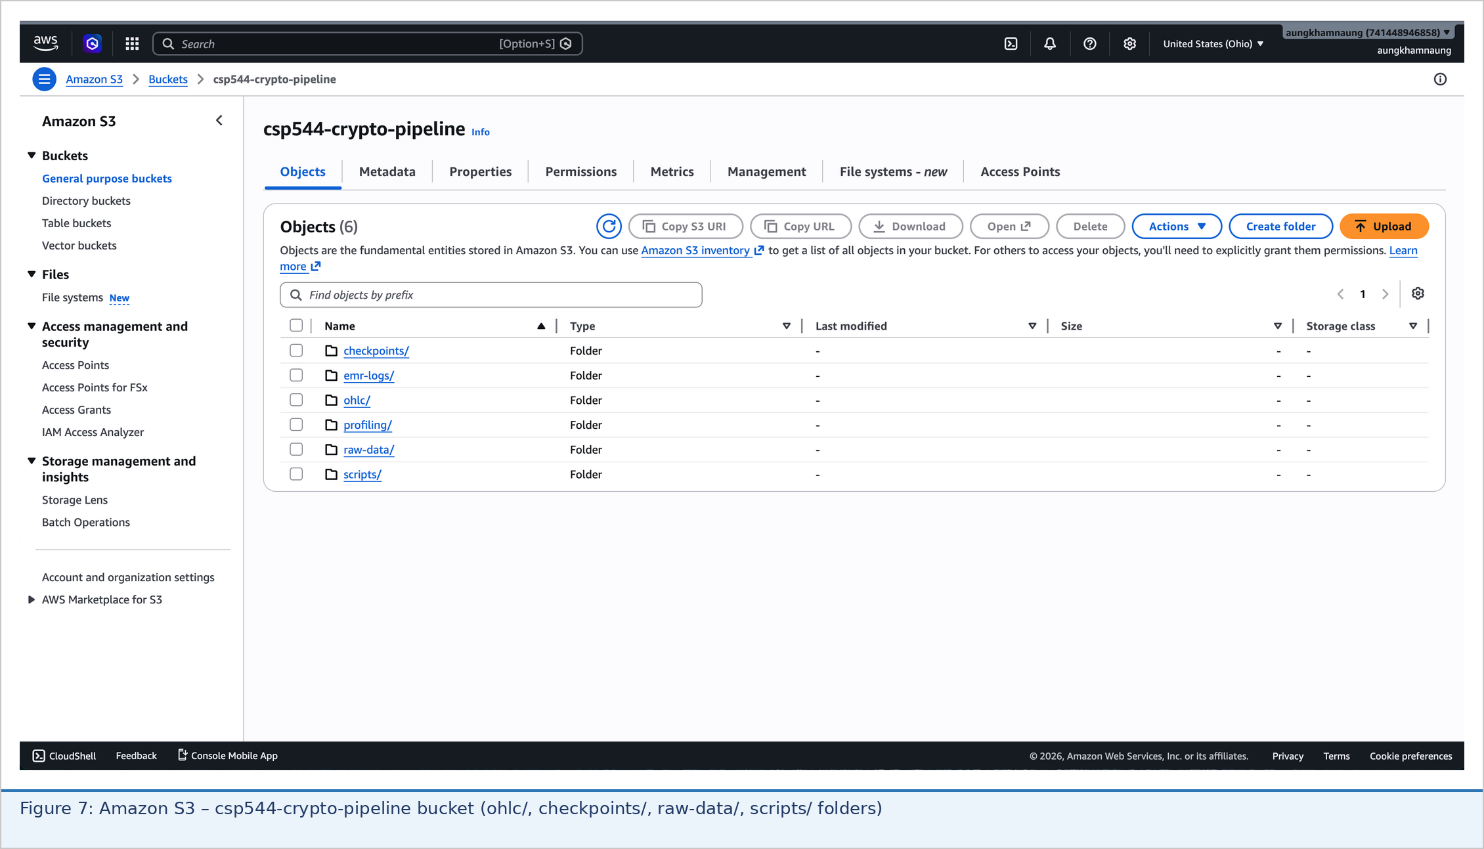 aws
Search [Option+S]
United States (Ohio)
aungkhamnaung (741448946858)
aungkhamnaung
Amazon S3 > Buckets > csp544-crypto-pipeline
Amazon S3
Buckets
General purpose buckets
Directory buckets
Table buckets
Vector buckets
Files
File systems New
Access management and
security
Access Points
Access Points for FSx
Access Grants
IAM Access Analyzer
Storage management and
insights
Storage Lens
Batch Operations
Account and organization settings
AWS Marketplace for S3
csp544-crypto-pipeline Info
Objects Metadata Properties Permissions Metrics Management File systems - new Access Points
Objects (6)
Copy S3 URI Copy URL Download Open Delete Actions Create folder Upload
Objects are the fundamental entities stored in Amazon S3. You can use Amazon S3 inventory to get a list of all objects in your bucket. For others to access your objects, you'll need to explicitly grant them permissions. Learn
more
Find objects by prefix
1
Name Type Last modified Size Storage class
checkpoints/ Folder - - -
emr-logs/ Folder - - -
ohlc/ Folder - - -
profiling/ Folder - - -
raw-data/ Folder - - -
scripts/ Folder - - -
CloudShell Feedback Console Mobile App © 2026, Amazon Web Services, Inc. or its affiliates. Privacy Terms Cookie preferences
Figure 7: Amazon S3 – csp544-crypto-pipeline bucket (ohlc/, checkpoints/, raw-data/, scripts/ folders)